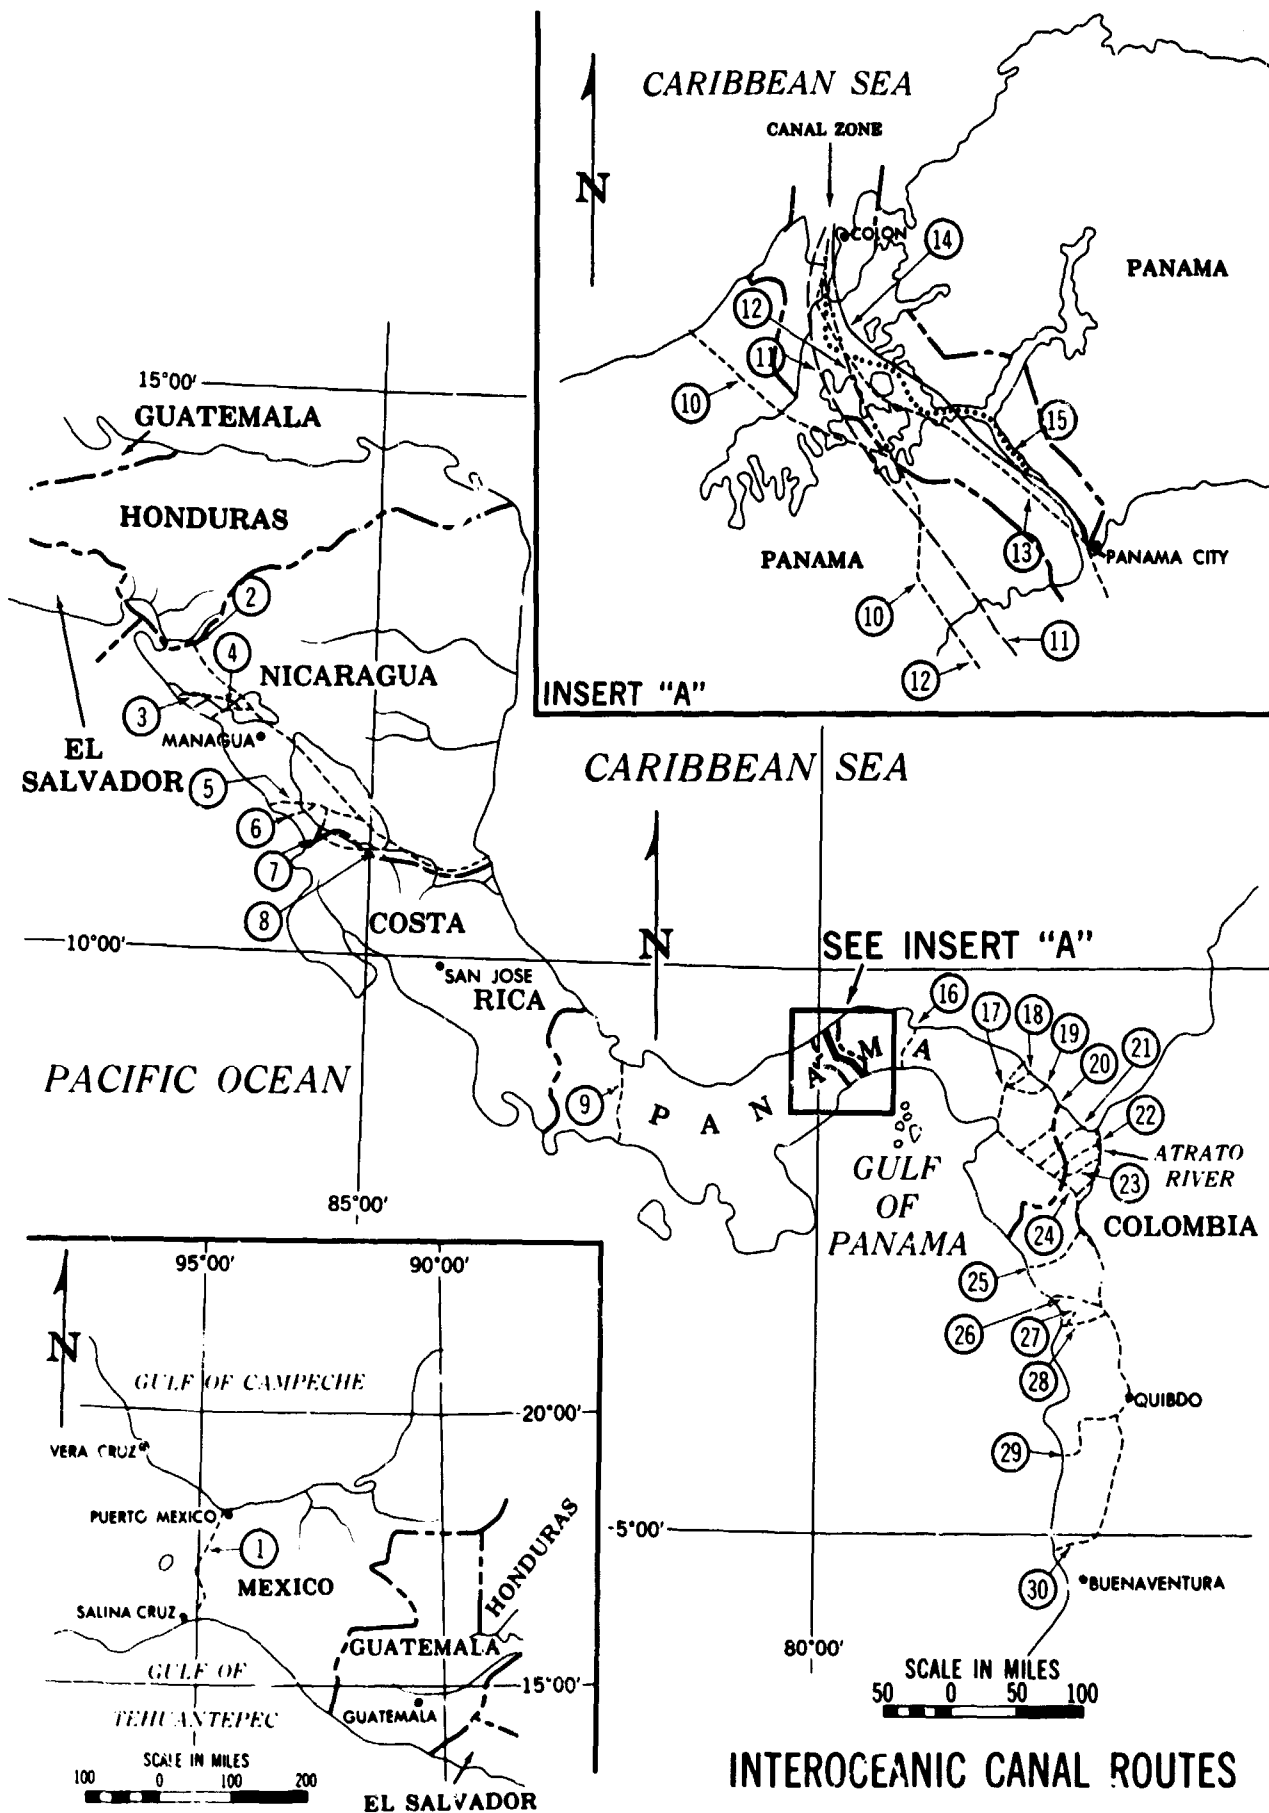 CARIBBEAN SEA
CANAL ZONE
N
COLON
14
PANAMA
12
11
10
15
13
PANAMA CITY
PANAMA
10
11
12
INSERT "A"
15°00'
GUATEMALA
HONDURAS
2
4
NICARAGUA
3
MANAGUA
EL
SALVADOR
5
6
7
8
COSTA
RICA
10°00'
SAN JOSE
CARIBBEAN SEA
N
SEE INSERT "A"
16
17
18
19
20
21
22
ATRATO
RIVER
23
24
COLOMBIA
PACIFIC OCEAN
9
P A N A M A
GULF
OF
PANAMA
85°00'
25
26
27
28
QUIBDO
29
5°00'
30
BUENAVENTURA
80°00'
SCALE IN MILES
50 0 50 100
INTEROCEANIC CANAL ROUTES
95°00'
90°00'
N
GULF OF CAMPECHE
20°00'
VERA CRUZ
PUERTO MEXICO
1
MEXICO
HONDURAS
SALINA CRUZ
GUATEMALA
GULF OF
TEHUANTEPEC
15°00'
GUATEMALA
SCALE IN MILES
100 0 100 200
EL SALVADOR